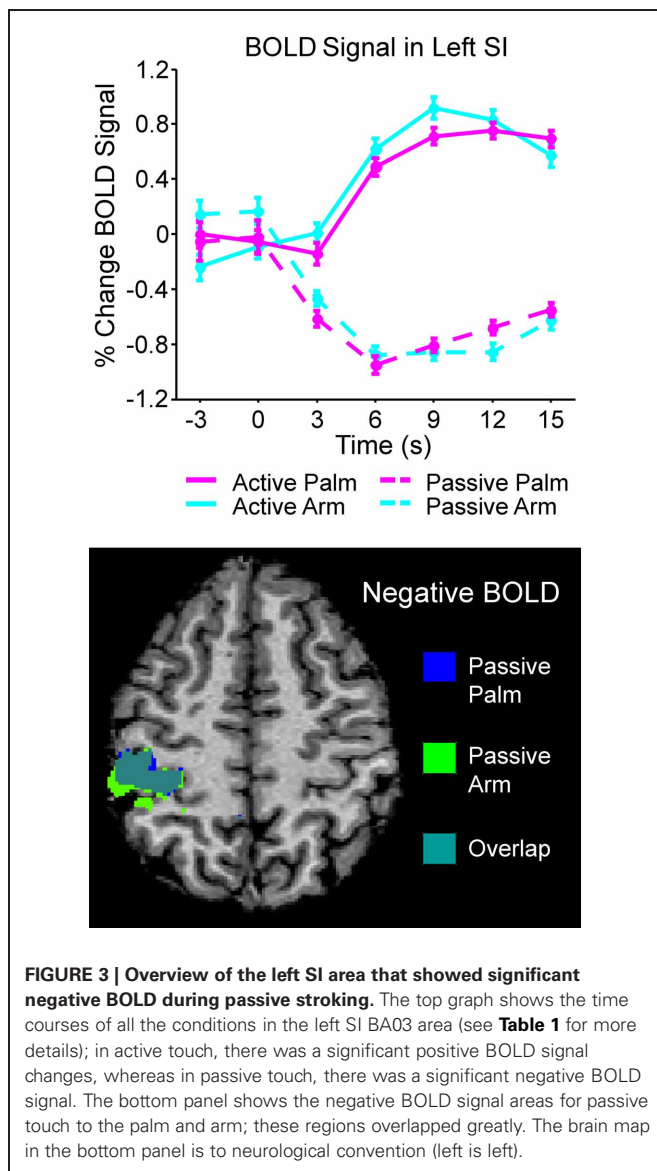 BOLD Signal in Left SI
% Change BOLD Signal
1.2
0.8
0.4
0
-0.4
-0.8
-1.2
-3 0 3 6 9 12 15
Time (s)
Active Palm Passive Palm
Active Arm Passive Arm
Negative BOLD
Passive
Palm
Passive
Arm
Overlap
FIGURE 3 | Overview of the left SI area that showed significant
negative BOLD during passive stroking. The top graph shows the time
courses of all the conditions in the left SI BA03 area (see Table 1 for more
details); in active touch, there was a significant positive BOLD signal
changes, whereas in passive touch, there was a significant negative BOLD
signal. The bottom panel shows the negative BOLD signal areas for passive
touch to the palm and arm; these regions overlapped greatly. The brain map
in the bottom panel is to neurological convention (left is left).